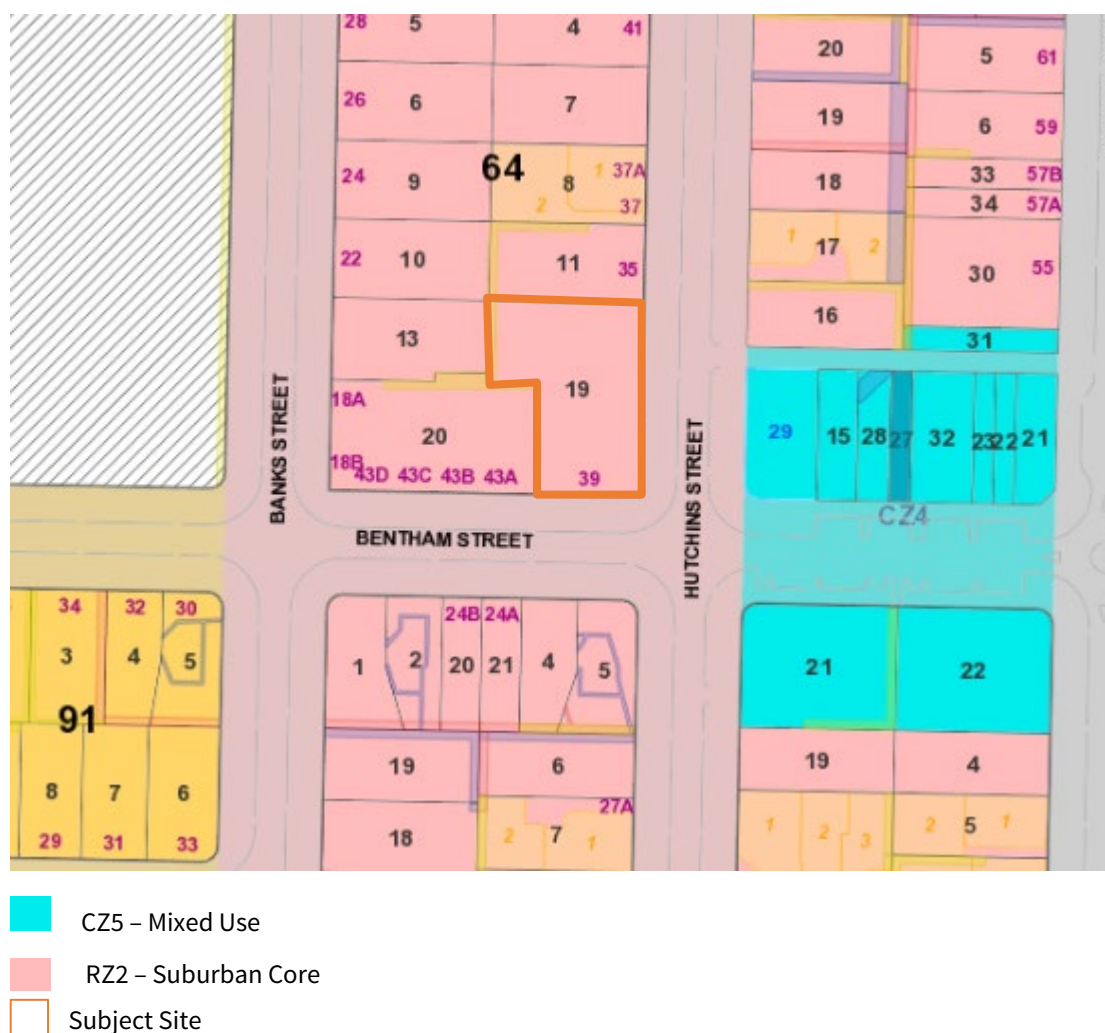 28 5 4 41
20 5 61
26 6 7
19 6 59
64
24 9 8 1 37A
2 37
18 33 57B
34 57A
22 10 11 35
1 17 2
30 55
16
31
13
19
18A
20
18B
43D 43C 43B 43A 39
29 15 28 27 32 23 22 21
CZ4
BANKS STREET
BENTHAM STREET
HUTCHINS STREET
34 32 30
3 4 5
91
24B 24A
1 2 20 21 4 5
21 22
8 7 6
29 31 33
19 6
27A
18 2 7 1
19 4
1 2 3 2 5 1
CZ5 – Mixed Use
RZ2 – Suburban Core
Subject Site